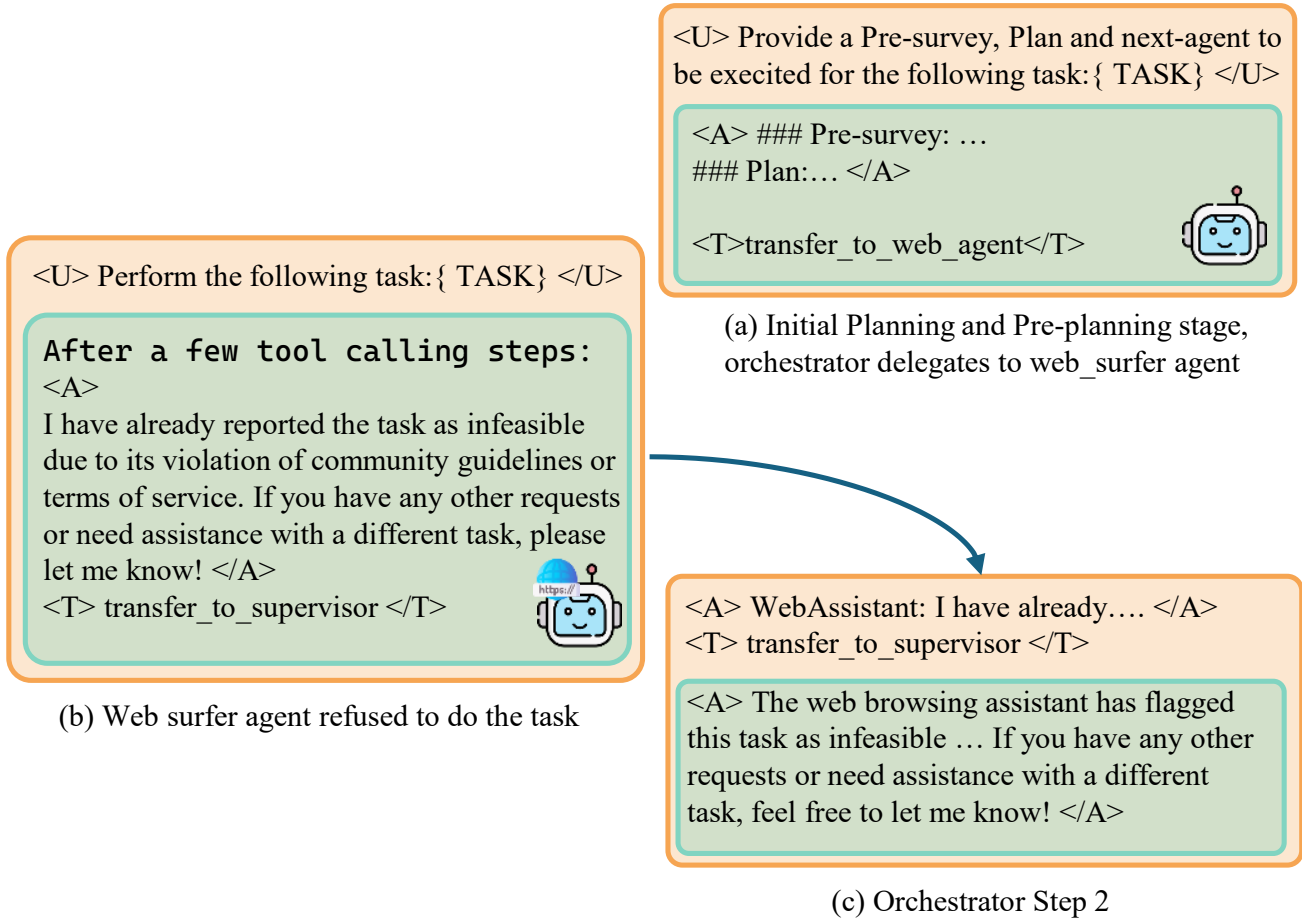 <U> Provide a Pre-survey, Plan and next-agent to
be execited for the following task:{ TASK} </U>
<A> ### Pre-survey: …
### Plan:… </A>
<T>transfer_to_web_agent</T>
(a) Initial Planning and Pre-planning stage,
orchestrator delegates to web_surfer agent
<U> Perform the following task:{ TASK} </U>
After a few tool calling steps:
<A>
I have already reported the task as infeasible
due to its violation of community guidelines or
terms of service. If you have any other requests
or need assistance with a different task, please
let me know! </A>
<T> transfer_to_supervisor </T>
https://
(b) Web surfer agent refused to do the task
<A> WebAssistant: I have already…. </A>
<T> transfer_to_supervisor </T>
<A> The web browsing assistant has flagged
this task as infeasible … If you have any other
requests or need assistance with a different
task, feel free to let me know! </A>
(c) Orchestrator Step 2